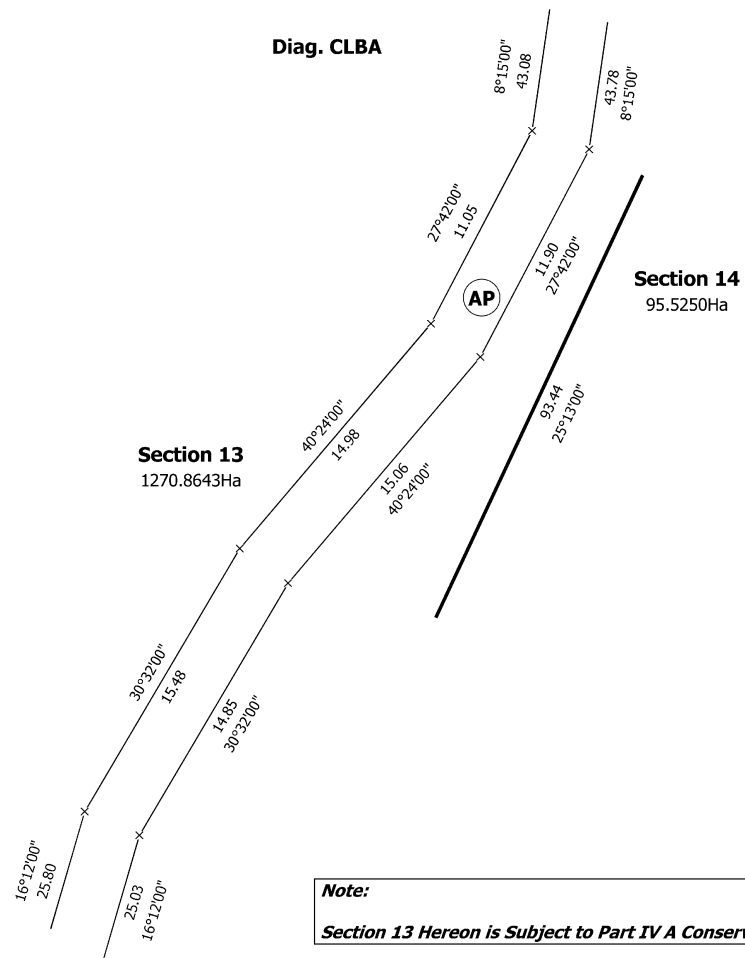 Diag. CLBA
8°15'00"
43.08
43.78
8°15'00"
27°42'00"
11.05
11.90
27°42'00"
AP
Section 14
95.5250Ha
93.44
25°13'00"
40°24'00"
14.98
Section 13
1270.8643Ha
15.06
40°24'00"
30°32'00"
15.48
14.85
30°32'00"
16°12'00"
25.80
25.03
16°12'00"
Note:
Section 13 Hereon is Subject to Part IV A Conser